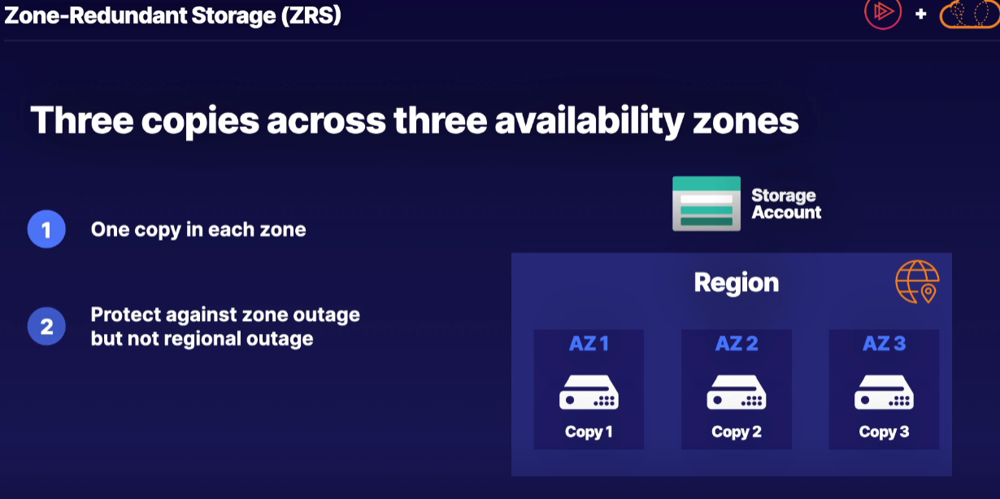 Zone-Redundant Storage (ZRS)
+
Three copies across three availability zones
1
One copy in each zone
2
Protect against zone outage
but not regional outage
Storage
Account
Region
AZ 1
AZ 2
AZ 3
Copy 1
Copy 2
Copy 3